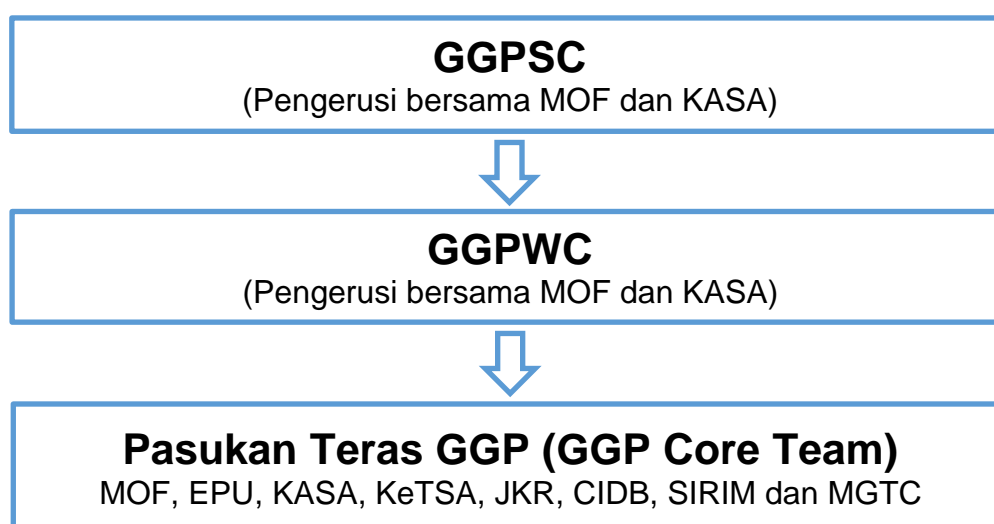 GGPSC
(Pengerusi bersama MOF dan KASA)
GGPWC
(Pengerusi bersama MOF dan KASA)
Pasukan Teras GGP (GGP Core Team)
MOF, EPU, KASA, KeTSA, JKR, CIDB, SIRIM dan MGTC